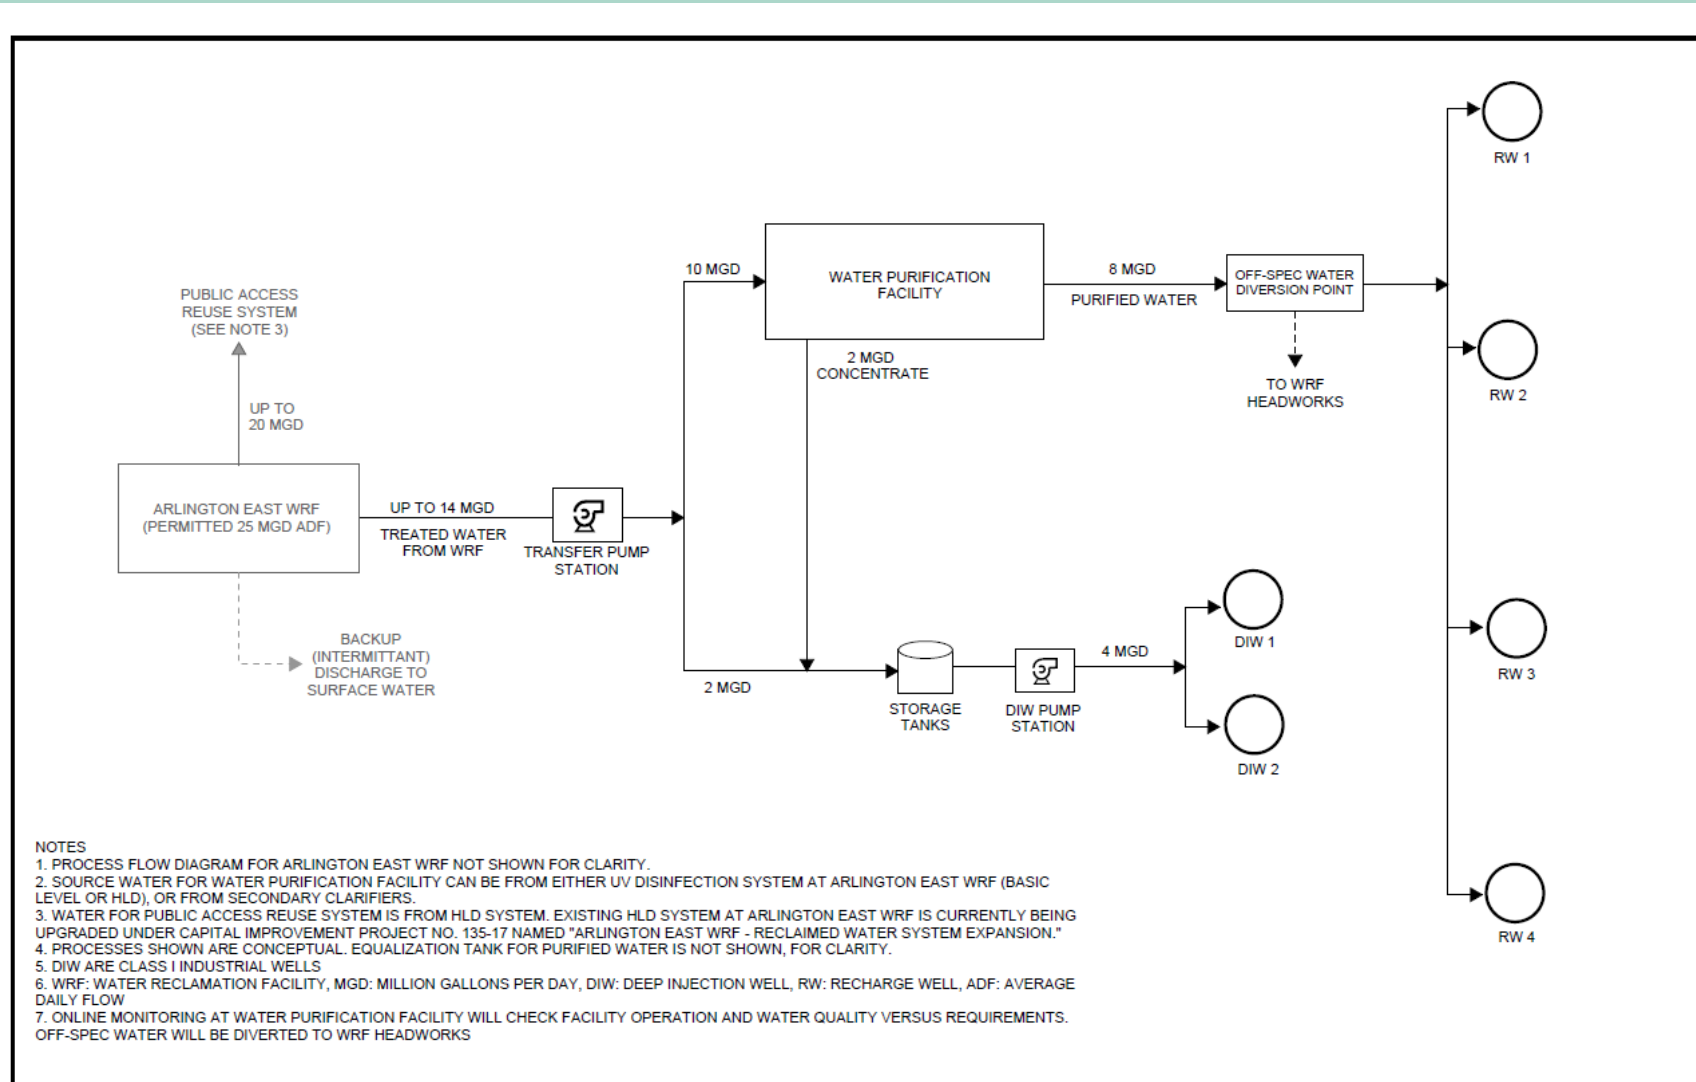 RW 1
10 MGD
WATER PURIFICATION
FACILITY
8 MGD
PURIFIED WATER
OFF-SPEC WATER
DIVERSION POINT
PUBLIC ACCESS
REUSE SYSTEM
(SEE NOTE 3)
2 MGD
CONCENTRATE
TO WRF
HEADWORKS
RW 2
UP TO
20 MGD
ARLINGTON EAST WRF
(PERMITTED 25 MGD ADF)
UP TO 14 MGD
TREATED WATER
FROM WRF
TRANSFER PUMP
STATION
BACKUP
(INTERMITTANT)
DISCHARGE TO
SURFACE WATER
2 MGD
STORAGE
TANKS
DIW PUMP
STATION
4 MGD
DIW 1
DIW 2
RW 3
RW 4
NOTES
1. PROCESS FLOW DIAGRAM FOR ARLINGTON EAST WRF NOT SHOWN FOR CLARITY.
2. SOURCE WATER FOR WATER PURIFICATION FACILITY CAN BE FROM EITHER UV DISINFECTION SYSTEM AT ARLINGTON EAST WRF (BASIC
LEVEL OR HLD), OR FROM SECONDARY CLARIFIERS.
3. WATER FOR PUBLIC ACCESS REUSE SYSTEM IS FROM HLD SYSTEM. EXISTING HLD SYSTEM AT ARLINGTON EAST WRF IS CURRENTLY BEING
UPGRADED UNDER CAPITAL IMPROVEMENT PROJECT NO. 135-17 NAMED "ARLINGTON EAST WRF - RECLAIMED WATER SYSTEM EXPANSION."
4. PROCESSES SHOWN ARE CONCEPTUAL. EQUALIZATION TANK FOR PURIFIED WATER IS NOT SHOWN, FOR CLARITY.
5. DIW ARE CLASS I INDUSTRIAL WELLS
6. WRF: WATER RECLAMATION FACILITY, MGD: MILLION GALLONS PER DAY, DIW: DEEP INJECTION WELL, RW: RECHARGE WELL, ADF: AVERAGE
DAILY FLOW
7. ONLINE MONITORING AT WATER PURIFICATION FACILITY WILL CHECK FACILITY OPERATION AND WATER QUALITY VERSUS REQUIREMENTS.
OFF-SPEC WATER WILL BE DIVERTED TO WRF HEADWORKS